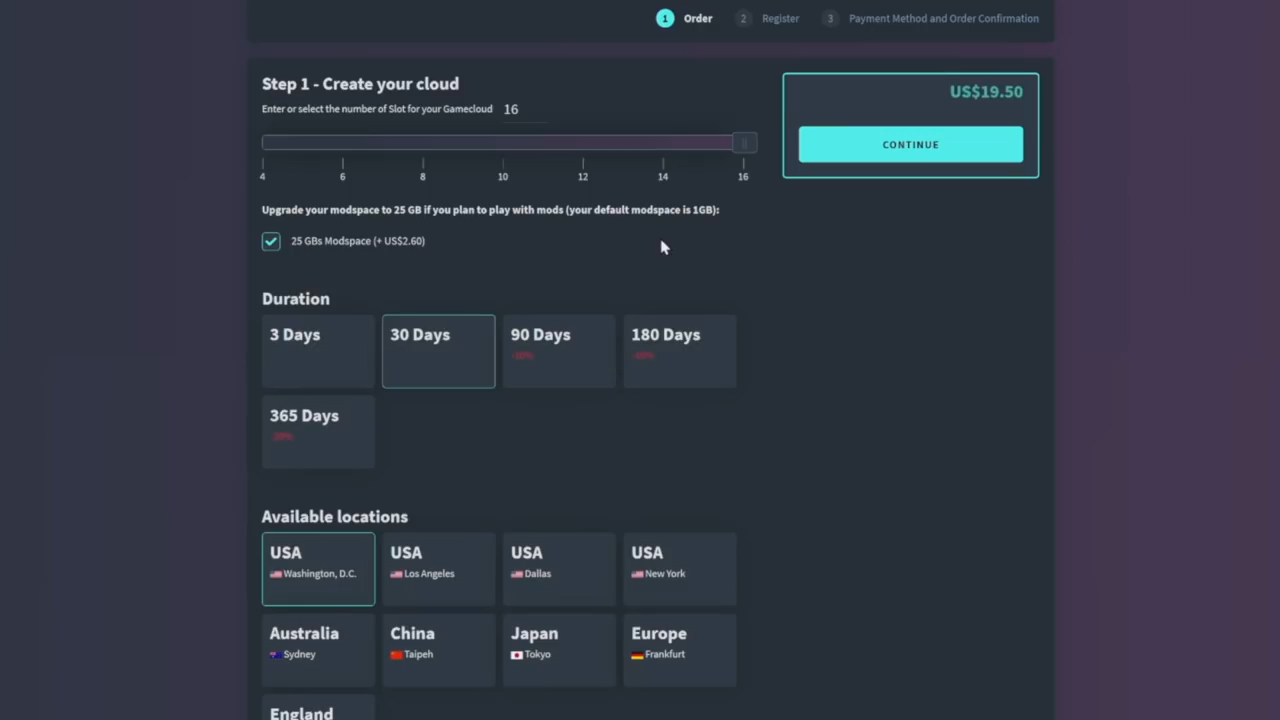 1 Order 2 Register 3 Payment Method and Order Confirmation
Step 1 - Create your cloud
Enter or select the number of Slot for your Gamecloud 16
US$19.50
CONTINUE
4 6 8 10 12 14 16
Upgrade your modspace to 25 GB if you plan to play with mods (your default modspace is 1GB):
25 GBs Modspace (+ US$2.60)
Duration
3 Days 30 Days 90 Days 180 Days
365 Days
Available locations
USA USA USA USA
Washington, D.C. Los Angeles Dallas New York
Australia China Japan Europe
Sydney Taipeh Tokyo Frankfurt
England